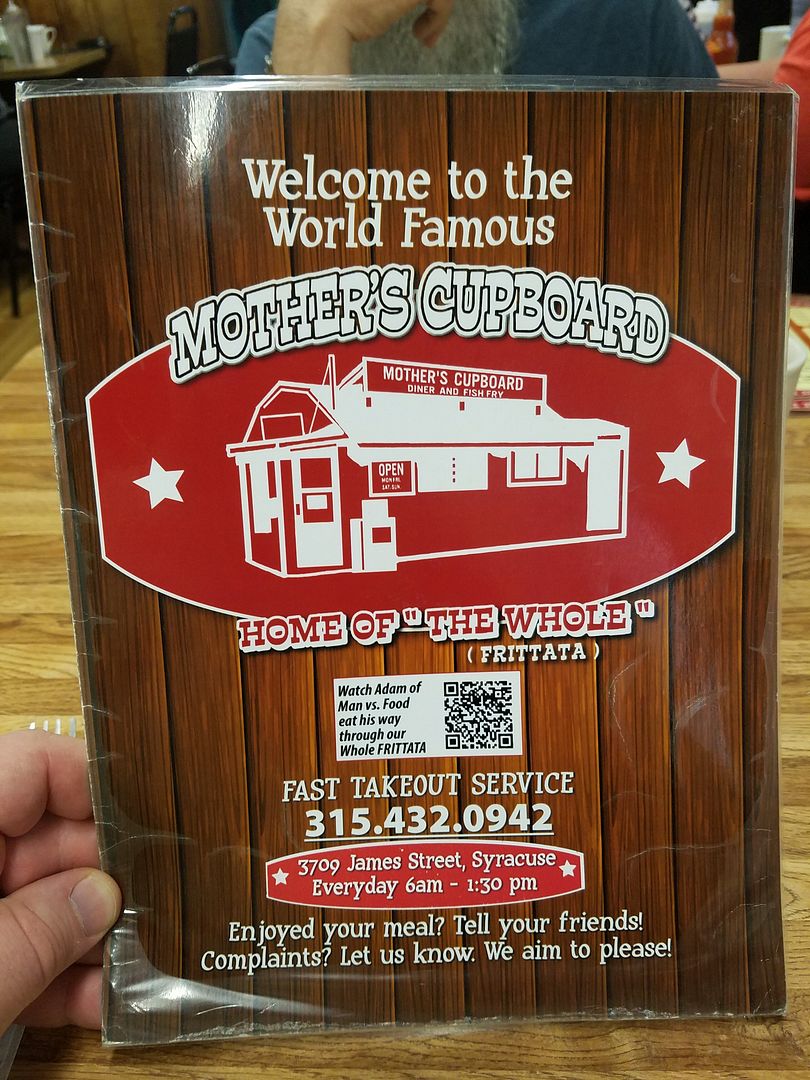 Welcome to the
World Famous
MOTHER'S CUPBOARD
MOTHER'S CUPBOARD
DINER AND FISH FRY
OPEN
SAT.-SUN.
HOME OF "THE WHOLE"
( FRITTATA )
Watch Adam of
Man vs. Food
eat his way
through our
Whole FRITTATA
FAST TAKEOUT SERVICE
315.432.0942
3709 James Street, Syracuse
Everyday 6am - 1:30 pm
Enjoyed your meal? Tell your friends!
Complaints? Let us know. We aim to please!